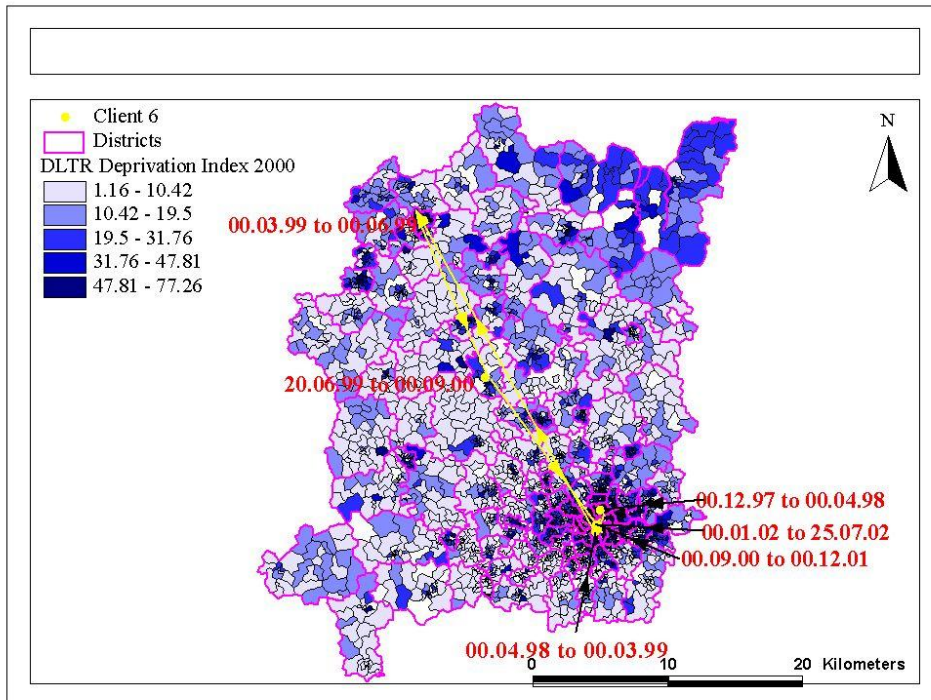 Client 6
Districts
DLTR Deprivation Index 2000
1.16 - 10.42
10.42 - 19.5
19.5 - 31.76
31.76 - 47.81
47.81 - 77.26
N
00.03.99 to 00.06.99
20.06.99 to 00.09.00
00.12.97 to 00.04.98
00.01.02 to 25.07.02
00.09.00 to 00.12.01
00.04.98 to 00.03.99
0 10 20 Kilometers